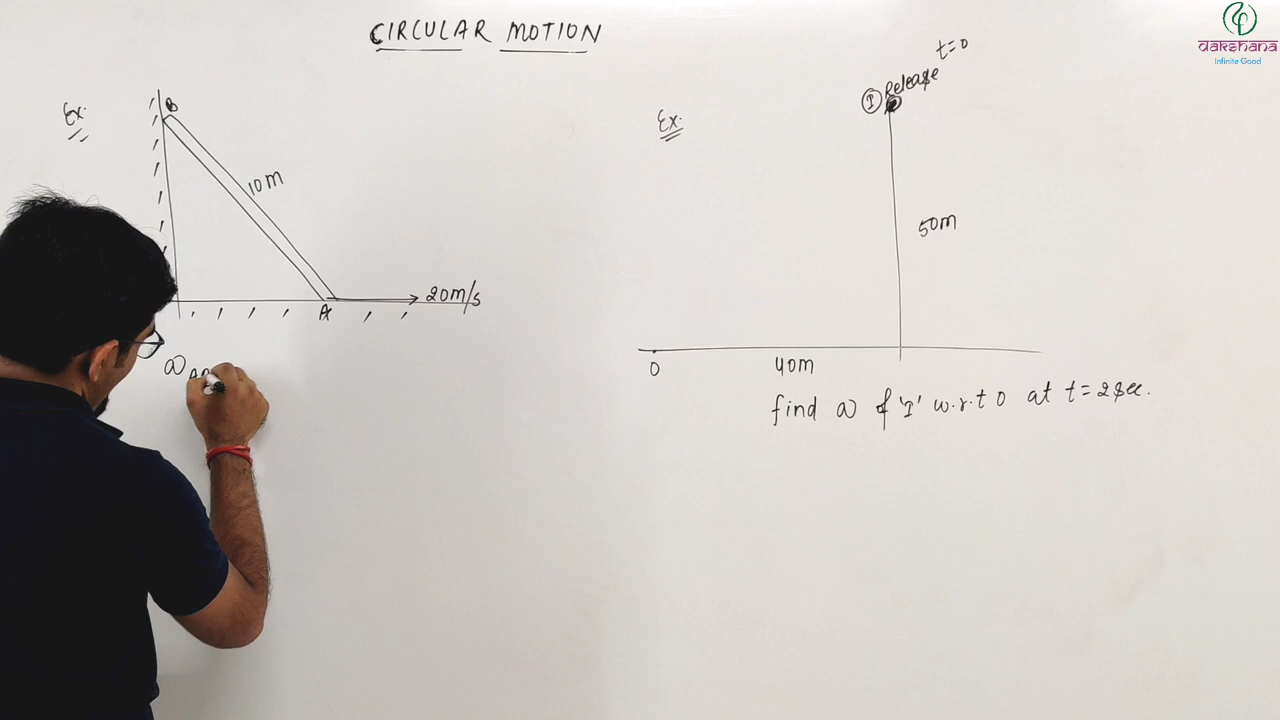 CIRCULAR MOTION
dakshana
Infinite Good
Ex.
B
10m
A
20m/s
t=0
① Release
Ex.
50m
0
40m
find ω of 'I' w.r.t 0 at t=2sec.